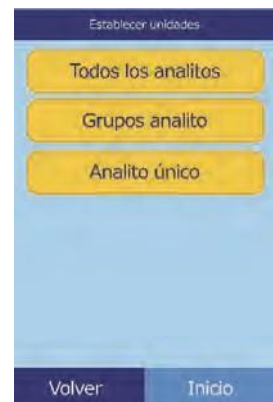 Establecer unidades
Todos los analitos
Grupos analito
Analito único
Volver
Inicio